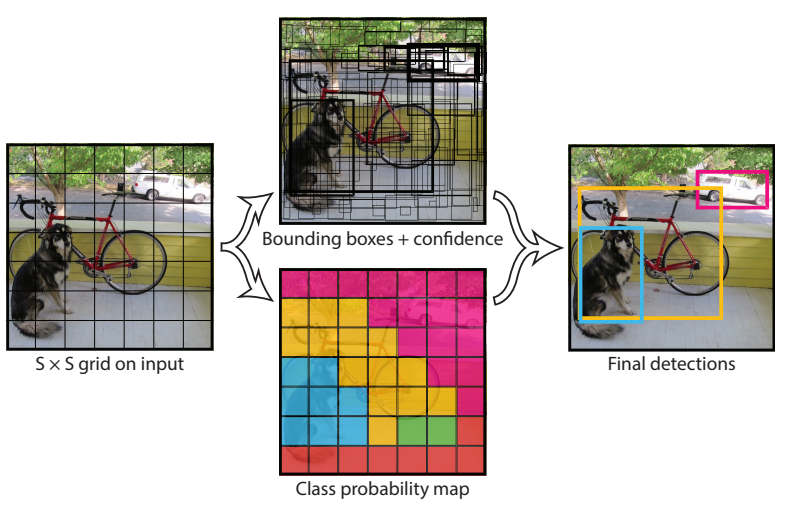 S × S grid on input
Bounding boxes + confidence
Class probability map
Final detections